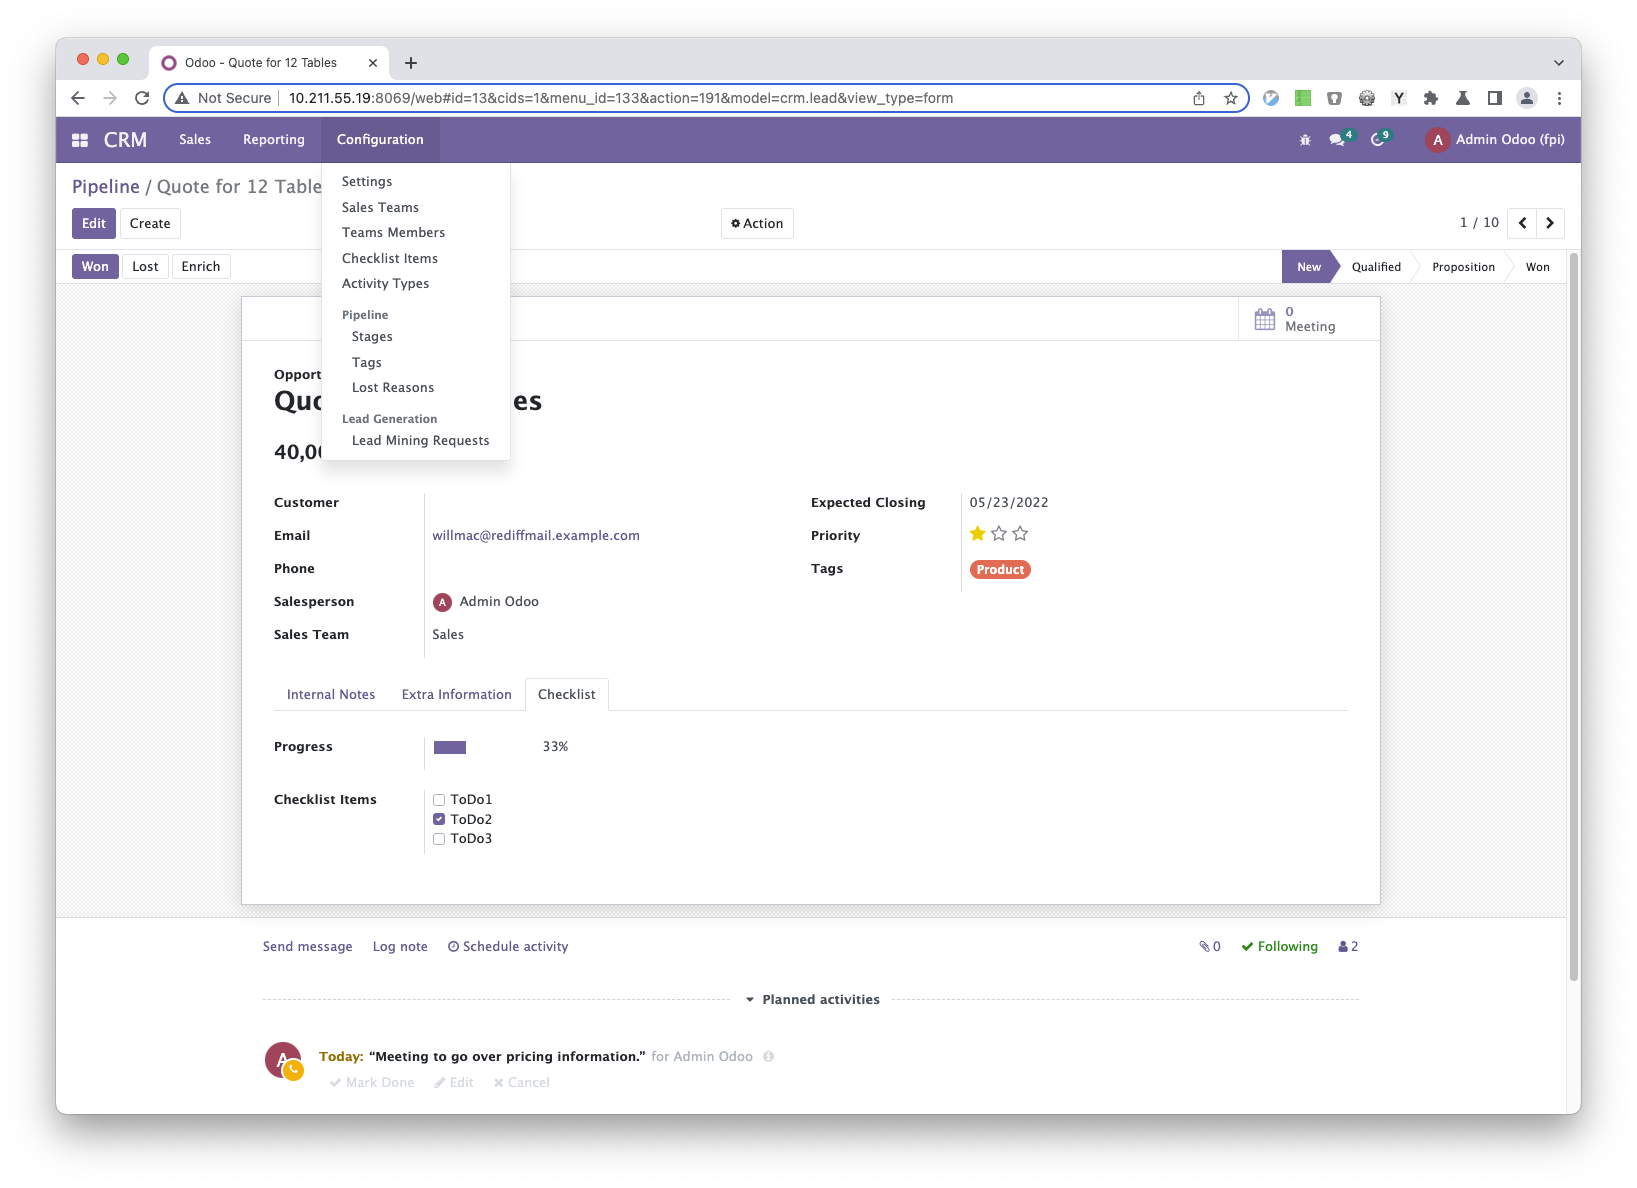 Odoo - Quote for 12 Tables
Not Secure 10.211.55.19:8069/web#id=13&cids=1&menu_id=133&action=191&model=crm.lead&view_type=form
Y
CRM Sales Reporting Configuration 4 9 A Admin Odoo (fpi)
Pipeline / Quote for 12 Table
Settings
Sales Teams
Teams Members
Checklist Items
Activity Types
Pipeline
Stages
Tags
Lost Reasons
Lead Generation
Lead Mining Requests
Edit Create Action 1 / 10
Won Lost Enrich New Qualified Proposition Won
0
Meeting
Opport
Quo es
40,00
Customer
Email willmac@rediffmail.example.com
Phone
Salesperson A Admin Odoo
Sales Team Sales
Expected Closing 05/23/2022
Priority
Tags Product
Internal Notes Extra Information Checklist
Progress 33%
Checklist Items ToDo1
ToDo2
ToDo3
Send message Log note Schedule activity 0 Following 2
Planned activities
A Today: “Meeting to go over pricing information.” for Admin Odoo
Mark Done Edit Cancel